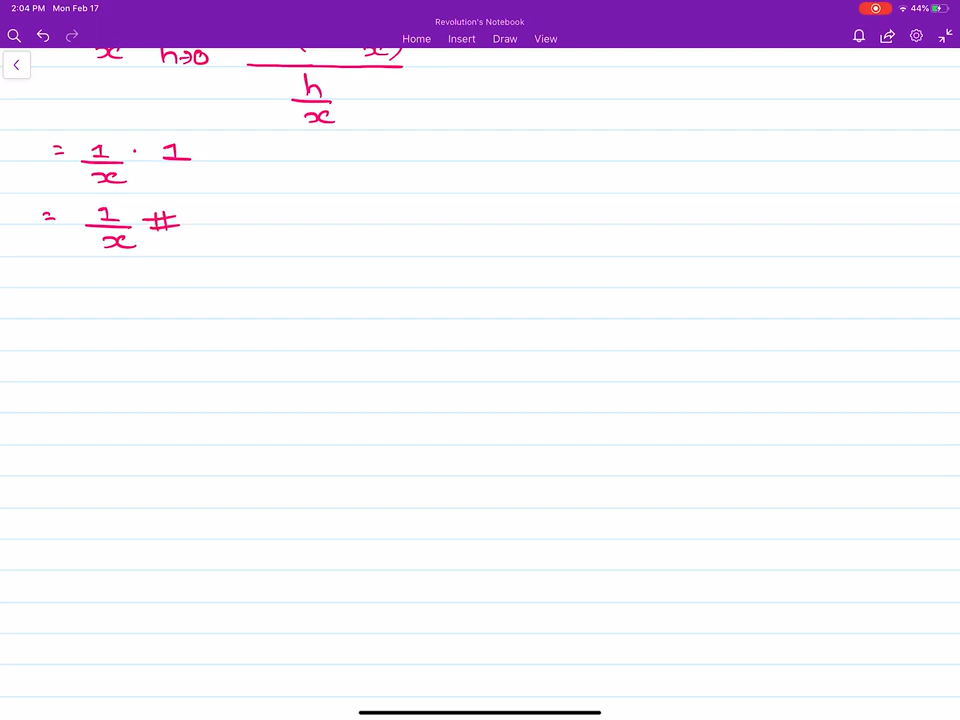 2:04 PM Mon Feb 17 44%
Revolution's Notebook
Home Insert Draw View
x h→0 x)
h
x
= 1/x · 1
= 1/x #